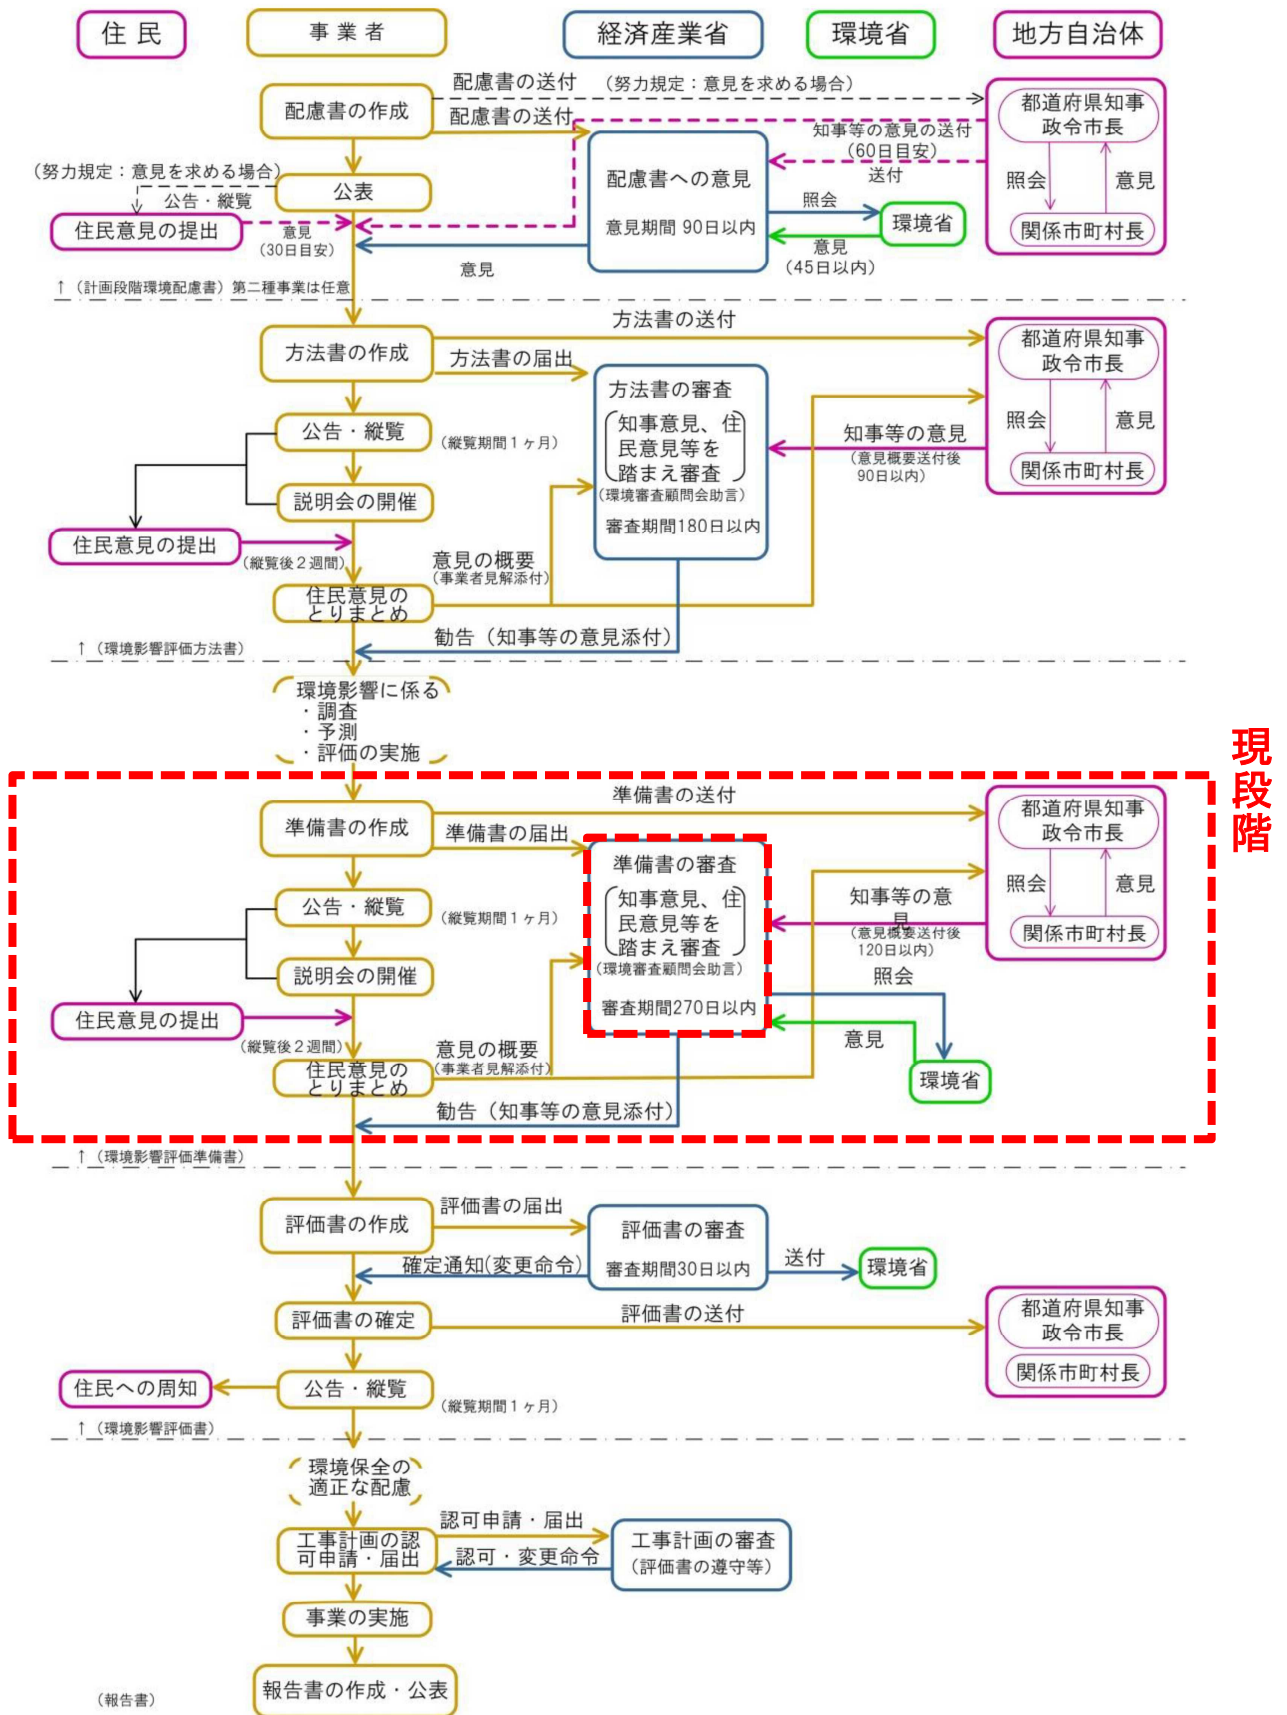 住 民
事 業 者
経済産業省
環境省
地方自治体
配慮書の送付
(努力規定：意見を求める場合)
配慮書の作成
配慮書の送付
都道府県知事
政令市長
知事等の意見の送付
(60日目安)
送付
(努力規定：意見を求める場合)
公告・縦覧
公表
配慮書への意見
意見期間 90日以内
照会
環境省
照会
意見
住民意見の提出
意見
(30日目安)
意見
意見
(45日以内)
関係市町村長
↑（計画段階環境配慮書）第二種事業は任意
方法書の送付
方法書の作成
方法書の届出
都道府県知事
政令市長
方法書の審査
知事意見、住
民意見等を
踏まえ審査
(環境審査顧問会助言)
審査期間180日以内
公告・縦覧
(縦覧期間１ヶ月)
知事等の意見
(意見概要送付後
90日以内)
照会
意見
関係市町村長
説明会の開催
住民意見の提出
(縦覧後２週間)
意見の概要
(事業者見解添付)
住民意見の
とりまとめ
勧告（知事等の意見添付）
↑（環境影響評価方法書）
環境影響に係る
・調査
・予測
・評価の実施
現段階
準備書の送付
準備書の作成
準備書の届出
都道府県知事
政令市長
準備書の審査
知事意見、住
民意見等を
踏まえ審査
(環境審査顧問会助言)
審査期間270日以内
公告・縦覧
(縦覧期間１ヶ月)
知事等の意
見
(意見概要送付後
120日以内)
照会
意見
関係市町村長
説明会の開催
照会
住民意見の提出
(縦覧後２週間)
意見
環境省
意見の概要
(事業者見解添付)
住民意見の
とりまとめ
勧告（知事等の意見添付）
↑（環境影響評価準備書）
評価書の作成
評価書の届出
評価書の審査
審査期間30日以内
確定通知(変更命令)
送付
環境省
評価書の確定
評価書の送付
都道府県知事
政令市長
関係市町村長
住民への周知
公告・縦覧
(縦覧期間１ヶ月)
↑（環境影響評価書）
環境保全の
適正な配慮
工事計画の認
可申請・届出
認可申請・届出
認可・変更命令
工事計画の審査
(評価書の遵守等)
事業の実施
報告書の作成・公表
（報告書）